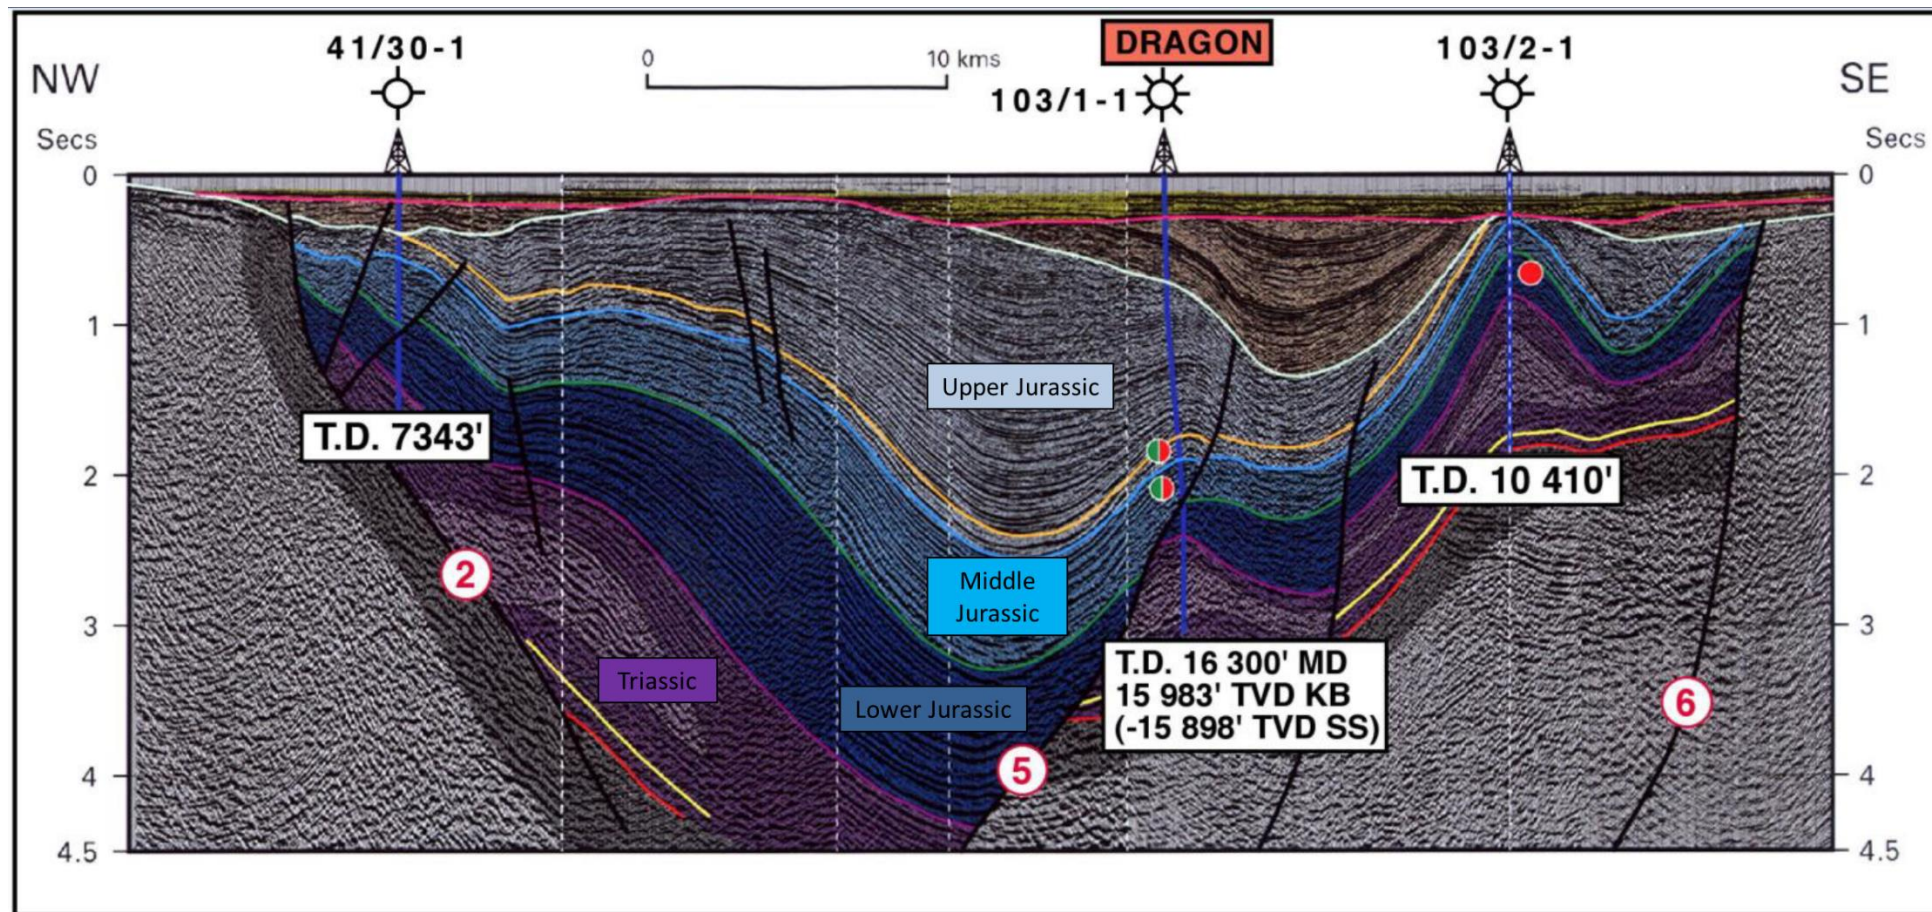 41/30-1
DRAGON
103/2-1
NW
0
10 kms
103/1-1
SE
Secs
Secs
0
0
1
1
Upper Jurassic
T.D. 7343'
2
2
T.D. 10 410'
2
Middle
Jurassic
3
3
Triassic
Lower Jurassic
T.D. 16 300' MD
15 983' TVD KB
(-15 898' TVD SS)
6
5
4
4
4.5
4.5